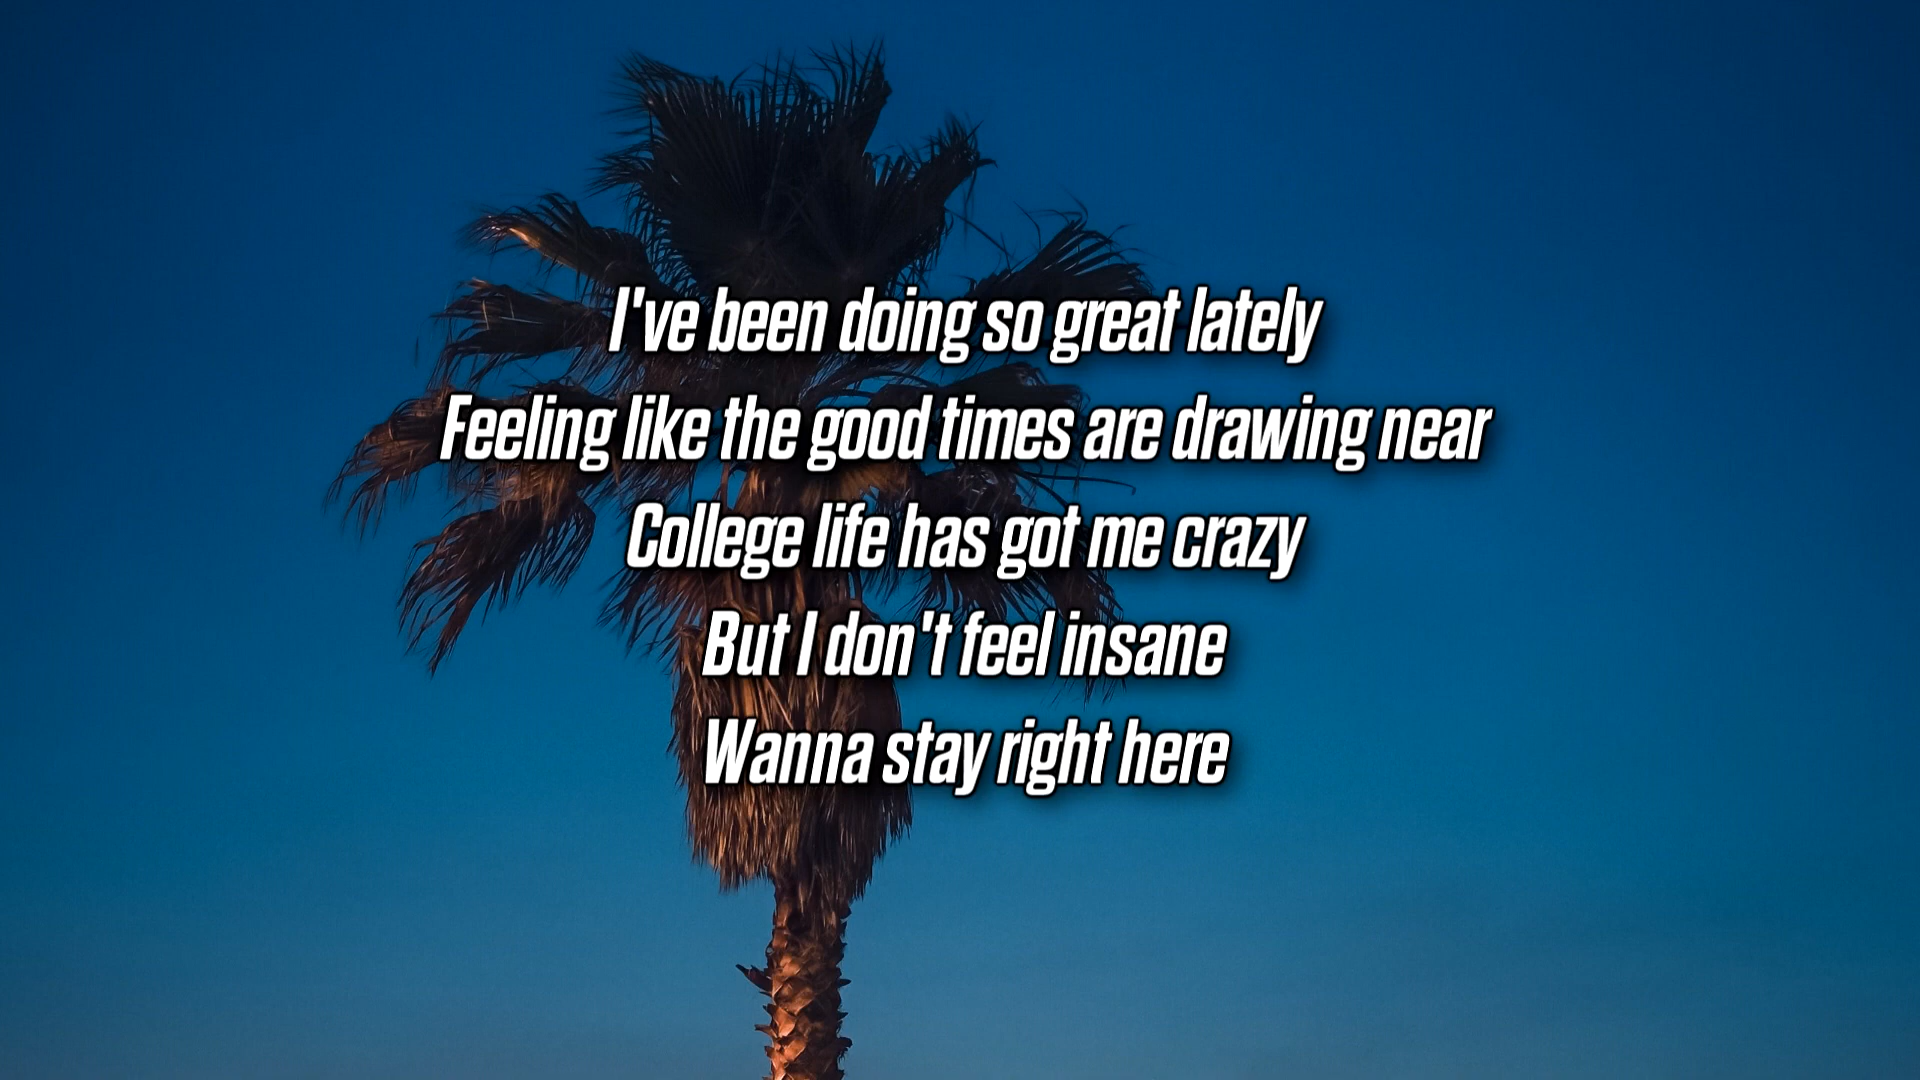 I've been doing so great lately
Feeling like the good times are drawing near
College life has got me crazy
But I don't feel insane
Wanna stay right here